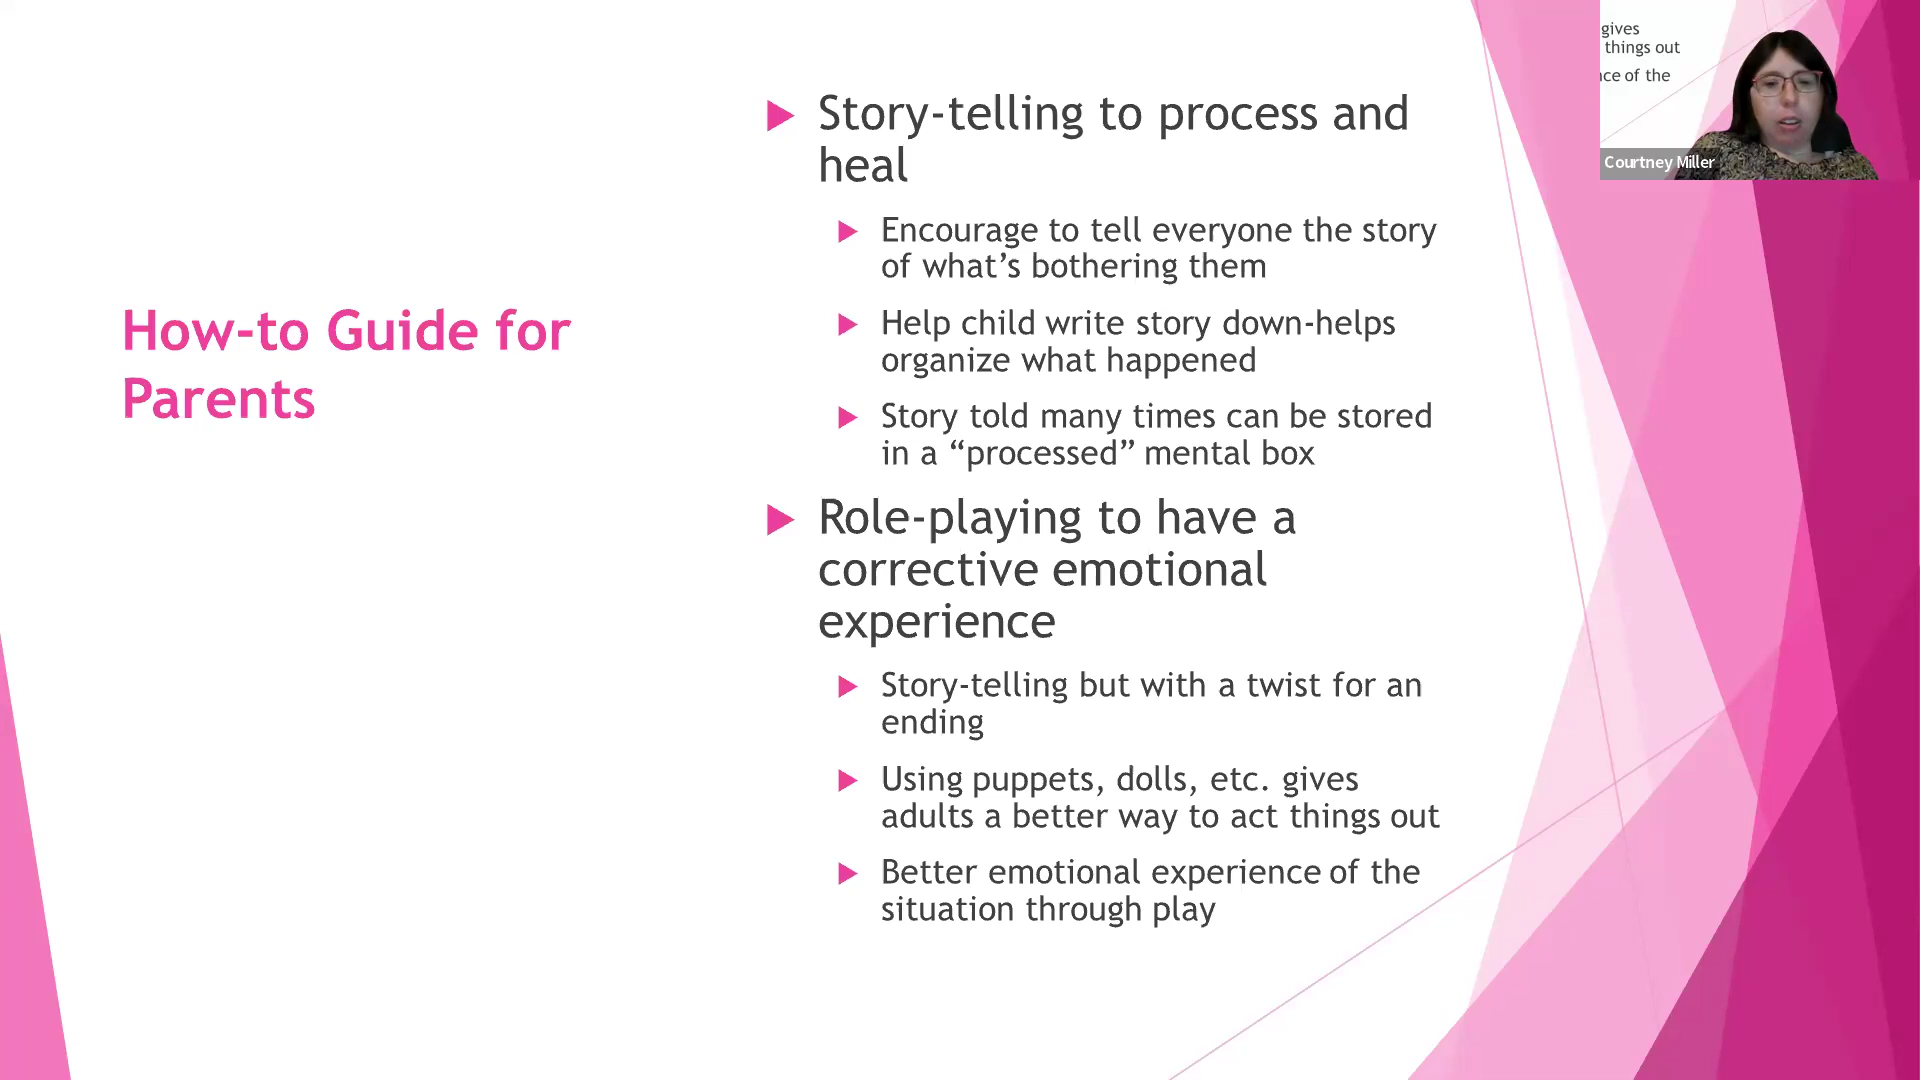 How-to Guide for
Parents
Story-telling to process and
heal
Encourage to tell everyone the story
of what’s bothering them
Help child write story down-helps
organize what happened
Story told many times can be stored
in a “processed” mental box
Role-playing to have a
corrective emotional
experience
Story-telling but with a twist for an
ending
Using puppets, dolls, etc. gives
adults a better way to act things out
Better emotional experience of the
situation through play
gives
things out
of the
Courtney Miller